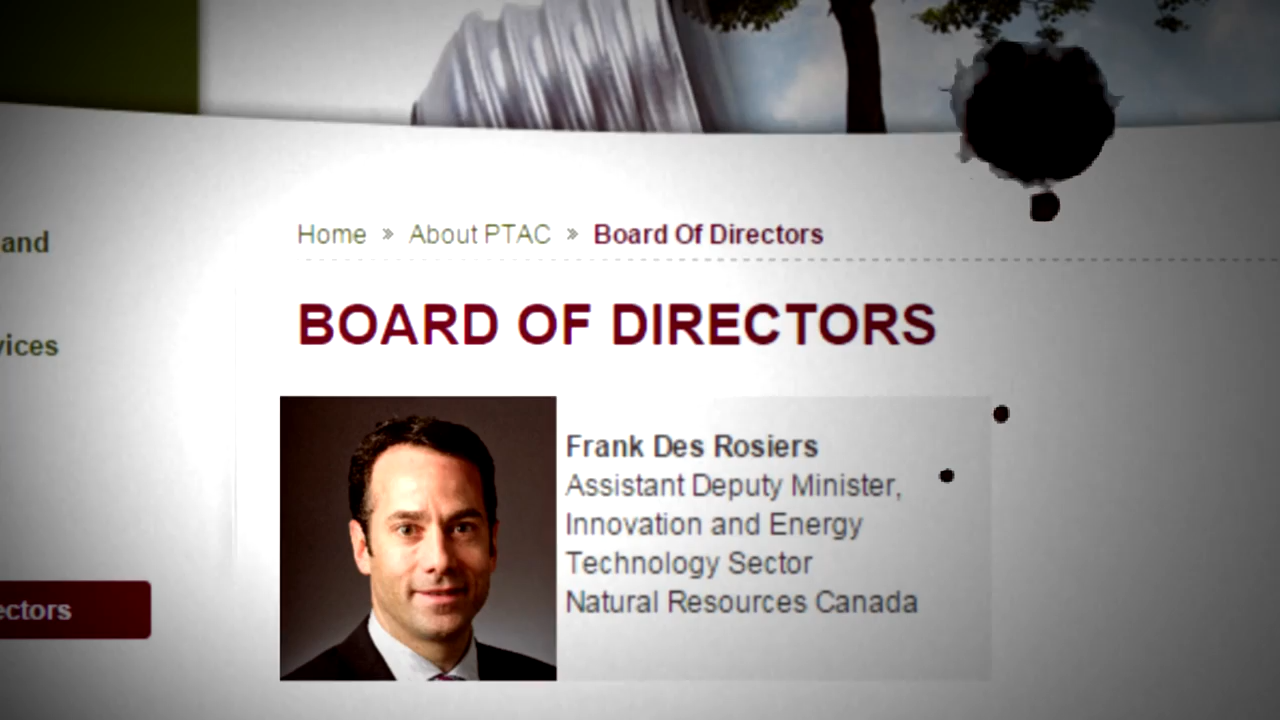 and
vices
ectors
Home » About PTAC » Board Of Directors
BOARD OF DIRECTORS
Frank Des Rosiers
Assistant Deputy Minister,
Innovation and Energy
Technology Sector
Natural Resources Canada